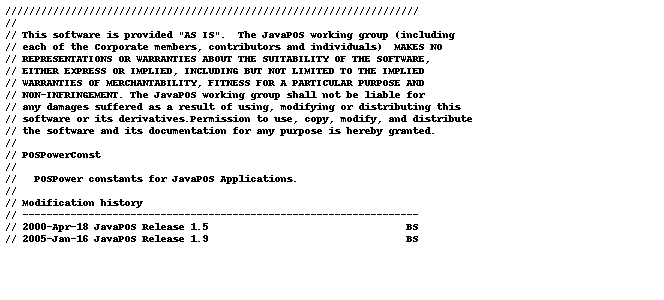 //////////////////////////////////////////////////////////////////////
//
// This software is provided "AS IS".  The JavaPOS working group (including
// each of the Corporate members, contributors and individuals)  MAKES NO
// REPRESENTATIONS OR WARRANTIES ABOUT THE SUITABILITY OF THE SOFTWARE,
// EITHER EXPRESS OR IMPLIED, INCLUDING BUT NOT LIMITED TO THE IMPLIED
// WARRANTIES OF MERCHANTABILITY, FITNESS FOR A PARTICULAR PURPOSE AND
// NON-INFRINGEMENT. The JavaPOS working group shall not be liable for
// any damages suffered as a result of using, modifying or distributing this
// software or its derivatives.Permission to use, copy, modify, and distribute
// the software and its documentation for any purpose is hereby granted.
//
// POSPowerConst
//
//   POSPower constants for JavaPOS Applications.
//
// Modification history
// -------------------------------------------------------------------
// 2000-Apr-18 JavaPOS Release 1.5                                 BS
// 2005-Jan-16 JavaPOS Release 1.9                                 BS